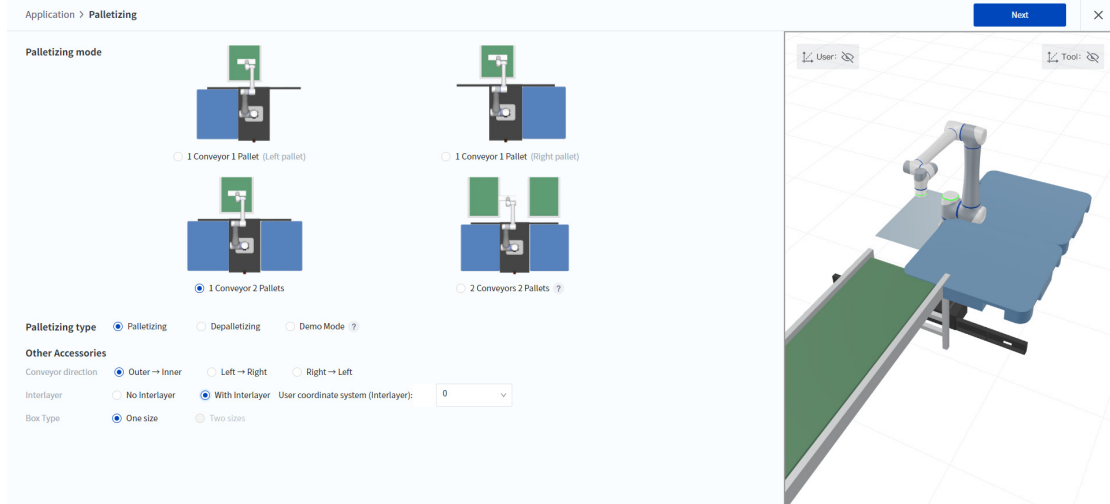 Application > Palletizing
Next
Palletizing mode
User:
Tool:
1 Conveyor 1 Pallet (Left pallet)
1 Conveyor 1 Pallet (Right pallet)
1 Conveyor 2 Pallets
2 Conveyors 2 Pallets ?
Palletizing type Palletizing Depalletizing Demo Mode ?
Other Accessories
Conveyor direction Outer → Inner Left → Right Right → Left
Interlayer No Interlayer With Interlayer User coordinate system (Interlayer): 0
Box Type One size Two sizes